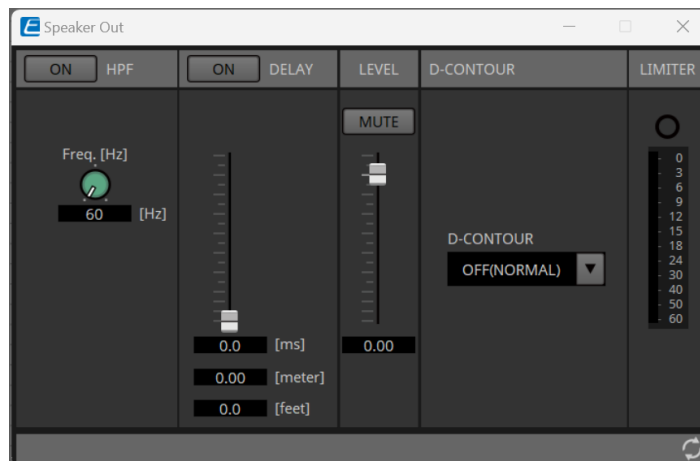 Speaker Out
ON HPF ON DELAY LEVEL D-CONTOUR LIMITER
MUTE
Freq. [Hz]
60 [Hz]
D-CONTOUR
OFF(NORMAL)
0
3
6
9
12
15
18
24
30
40
50
60
0.0 [ms] 0.00
0.00 [meter]
0.0 [feet]